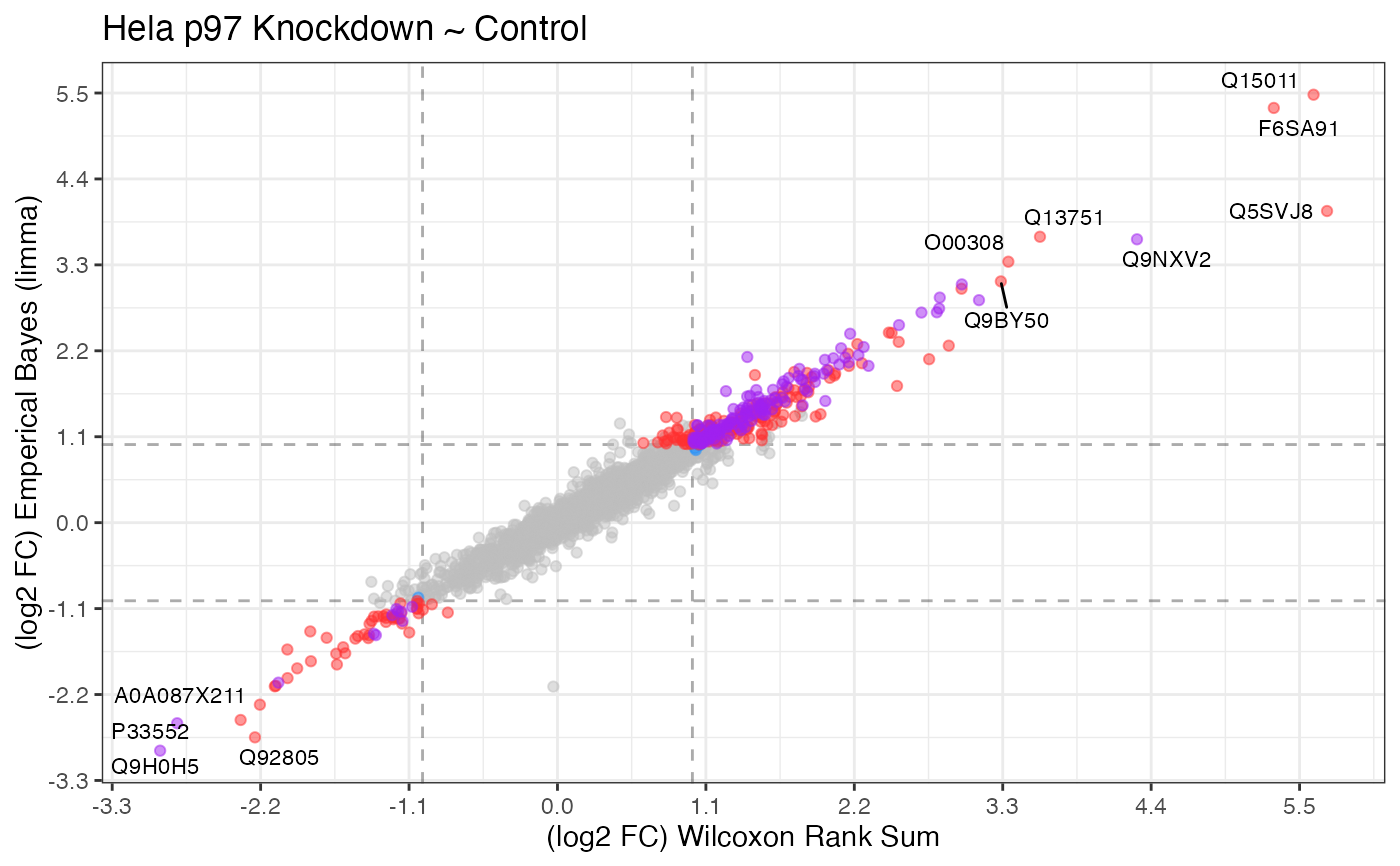 Hela p97 Knockdown ~ Control
(log2 FC) Emperical Bayes (limma)
5.5
4.4
3.3
2.2
1.1
0.0
-1.1
-2.2
-3.3
Q15011
F6SA91
Q5SVJ8
Q13751
O00308
Q9NXV2
Q9BY50
A0A087X211
P33552
Q92805
Q9H0H5
-3.3 -2.2 -1.1 0.0 1.1 2.2 3.3 4.4 5.5
(log2 FC) Wilcoxon Rank Sum